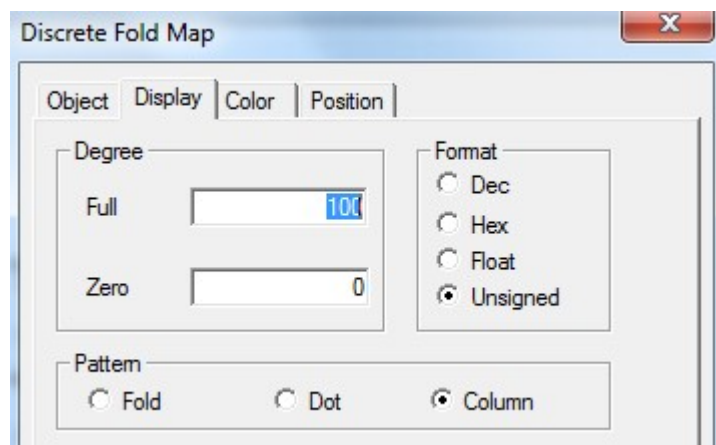 Discrete Fold Map
Object Display Color Position
Degree
Full 100
Zero 0
Format
Dec
Hex
Float
Unsigned
Pattern
Fold Dot Column